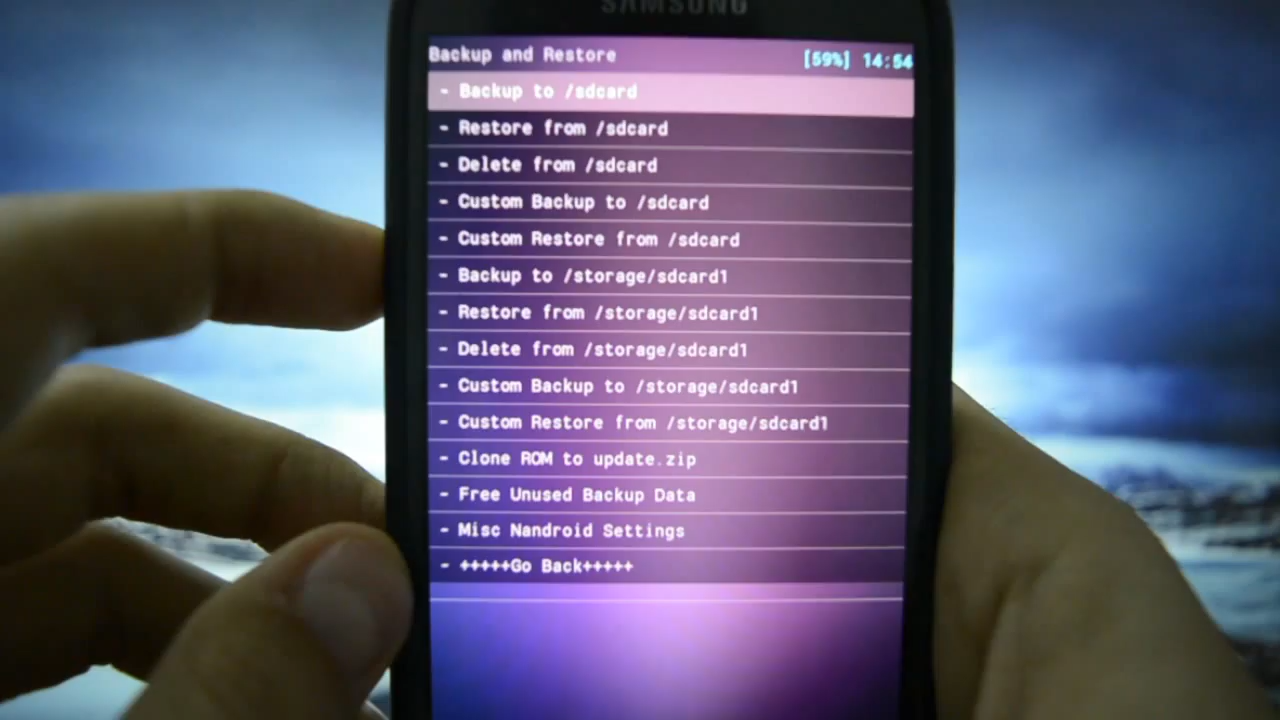 SAMSUNG
Backup and Restore [59%] 14:54
- Backup to /sdcard
- Restore from /sdcard
- Delete from /sdcard
- Custom Backup to /sdcard
- Custom Restore from /sdcard
- Backup to /storage/sdcard1
- Restore from /storage/sdcard1
- Delete from /storage/sdcard1
- Custom Backup to /storage/sdcard1
- Custom Restore from /storage/sdcard1
- Clone ROM to update.zip
- Free Unused Backup Data
- Misc Nandroid Settings
- +++++Go Back+++++